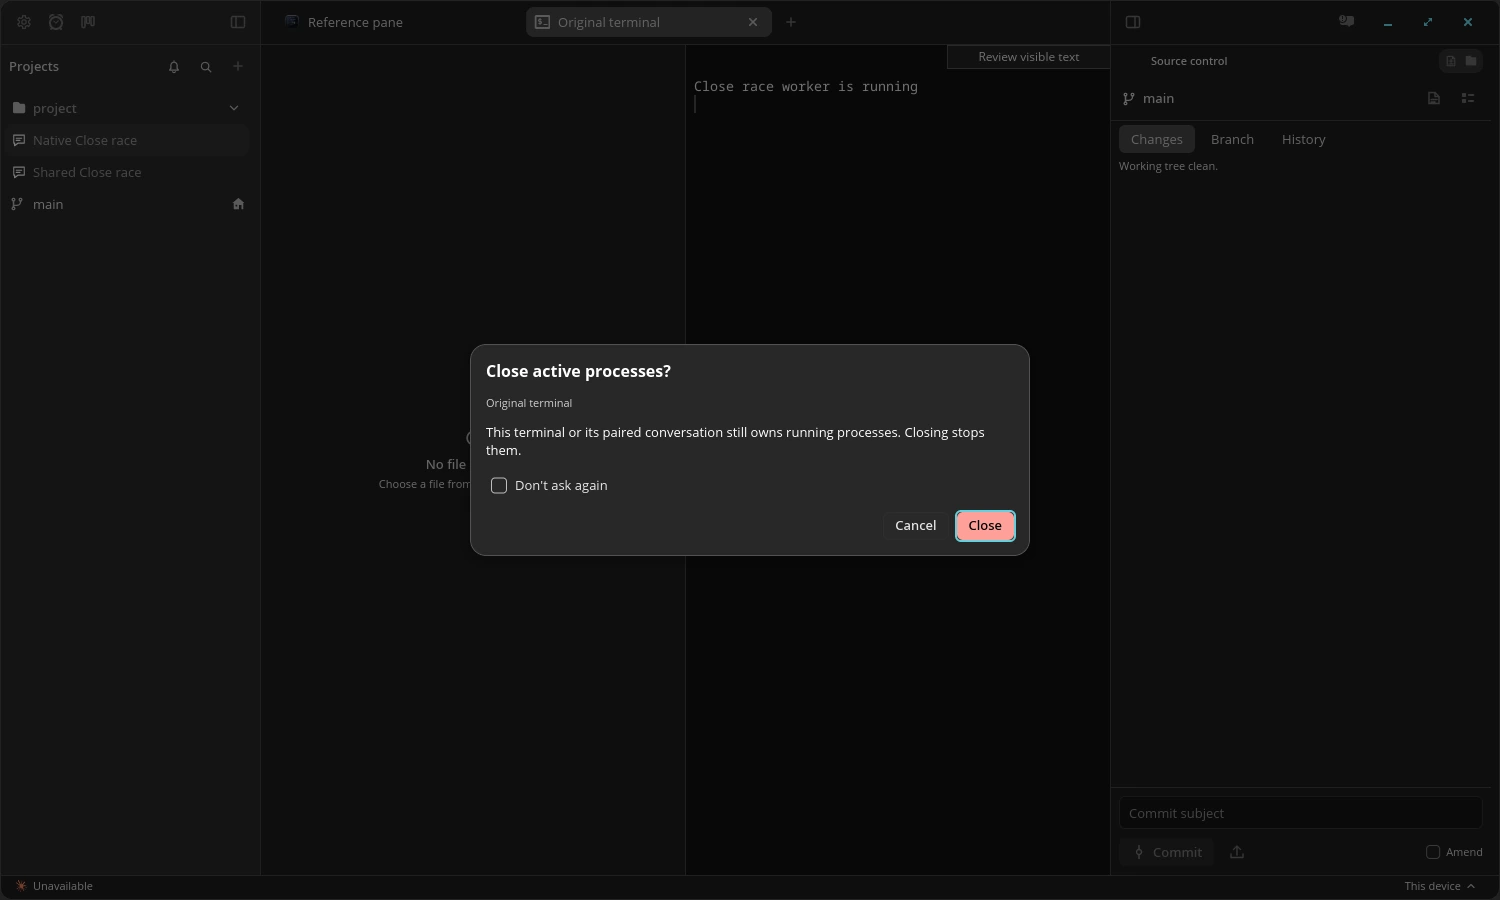 Reference pane
Original terminal
Review visible text
Projects
project
Native Close race
Shared Close race
main
Close race worker is running
Source control
main
Changes
Branch
History
Working tree clean.
No file
Choose a file from
Close active processes?
Original terminal
This terminal or its paired conversation still owns running processes. Closing stops
them.
Don't ask again
Cancel
Close
Commit subject
Commit
Amend
Unavailable
This device